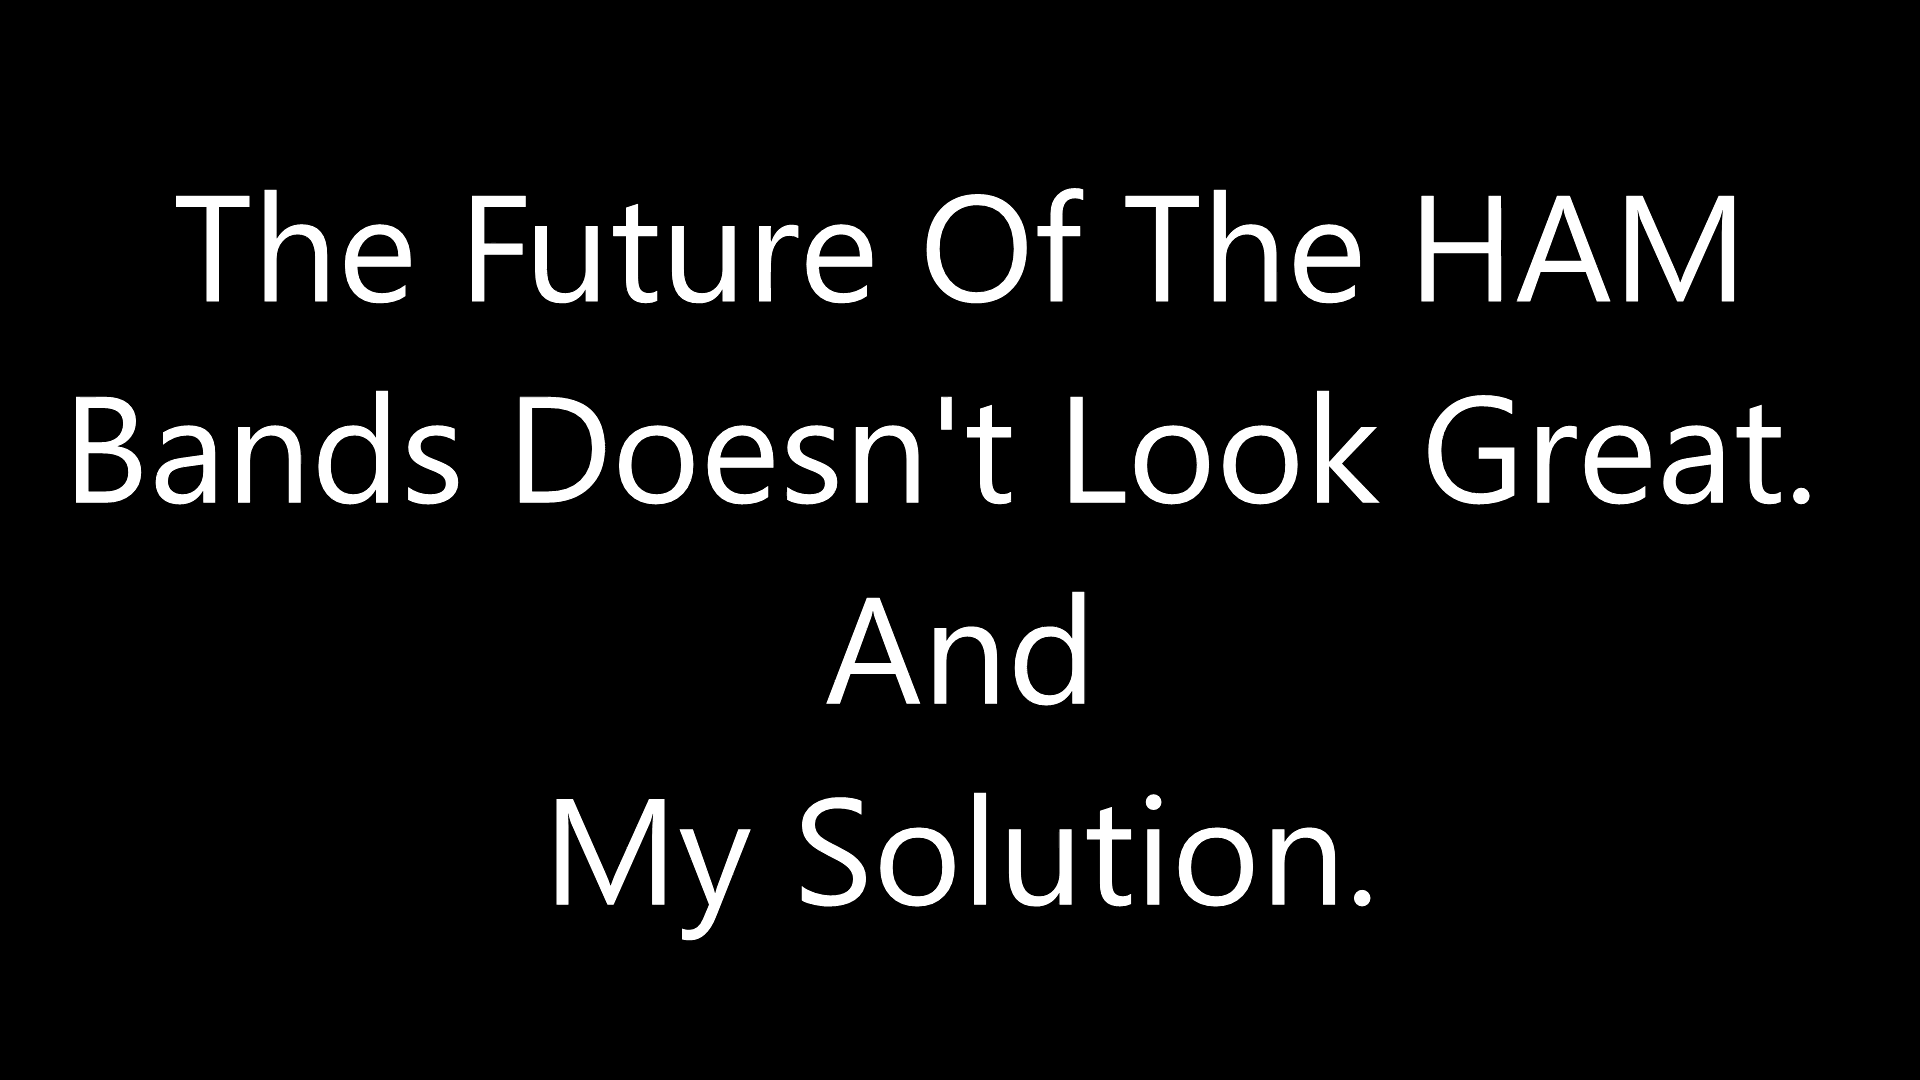 The Future Of The HAM
Bands Doesn't Look Great.
And
My Solution.